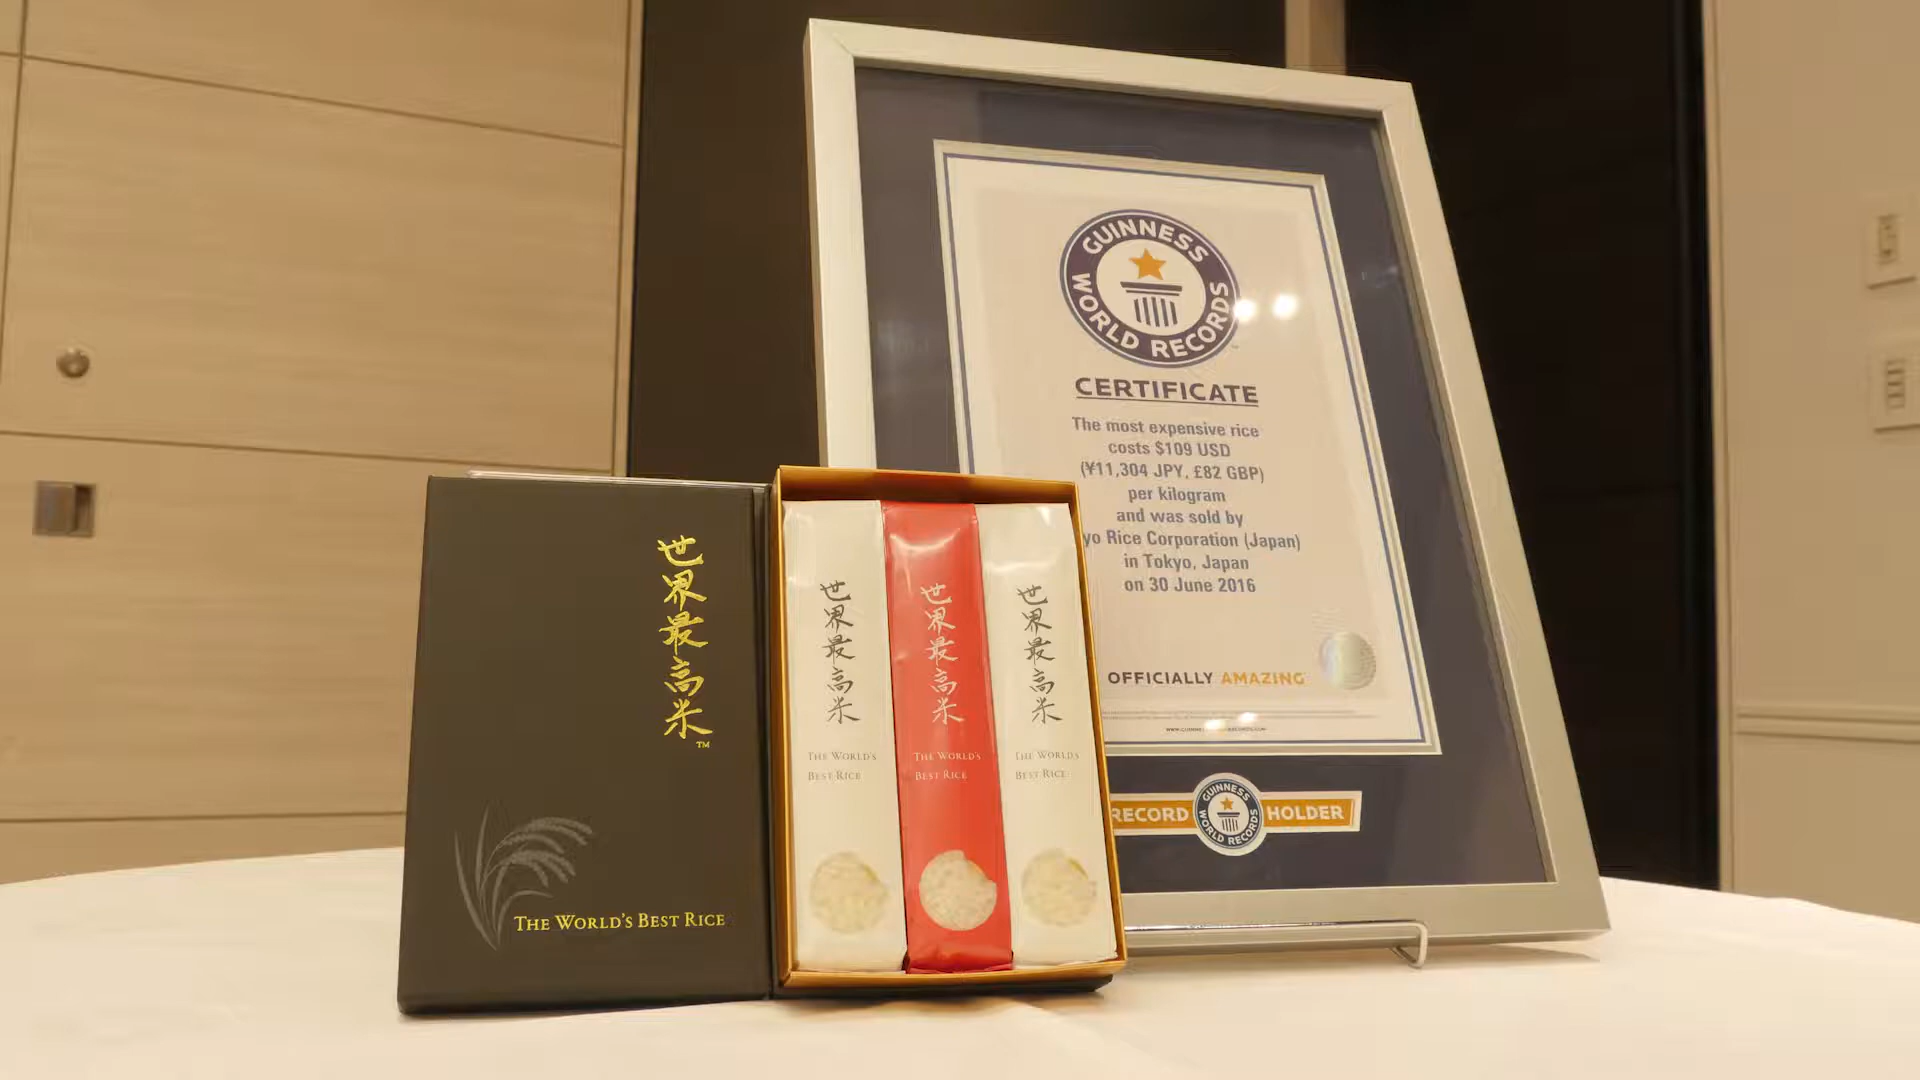 世界最高米
TM
THE WORLD'S BEST RICE
世界最高米
THE WORLD'S
BEST RICE
世界最高米
THE WORLD'S
BEST RICE
世界最高米
THE WORLD'S
BEST RICE
GUINNESS
WORLD RECORDS
CERTIFICATE
The most expensive rice
costs $109 USD
(¥11,304 JPY, £82 GBP)
per kilogram
and was sold by
yo Rice Corporation (Japan)
in Tokyo, Japan
on 30 June 2016
OFFICIALLY AMAZING
RECORD
GUINNESS
WORLD RECORDS
HOLDER